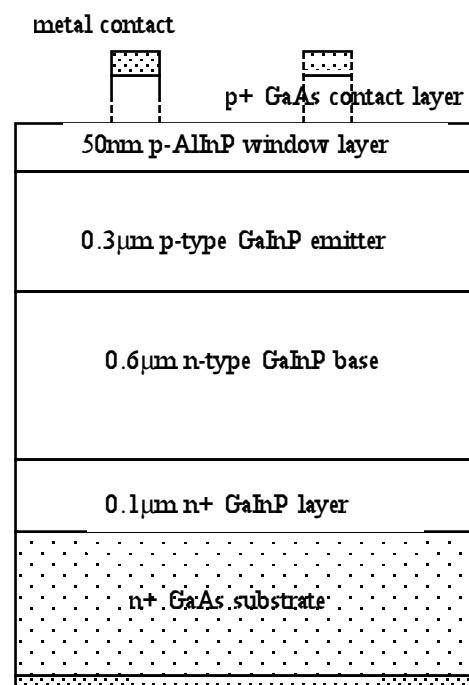 metal contact
p+ GaAs contact layer
50nm p-AlInP window layer
0.3μm p-type GaInP emitter
0.6μm n-type GaInP base
0.1μm n+ GaInP layer
n+ GaAs substrate